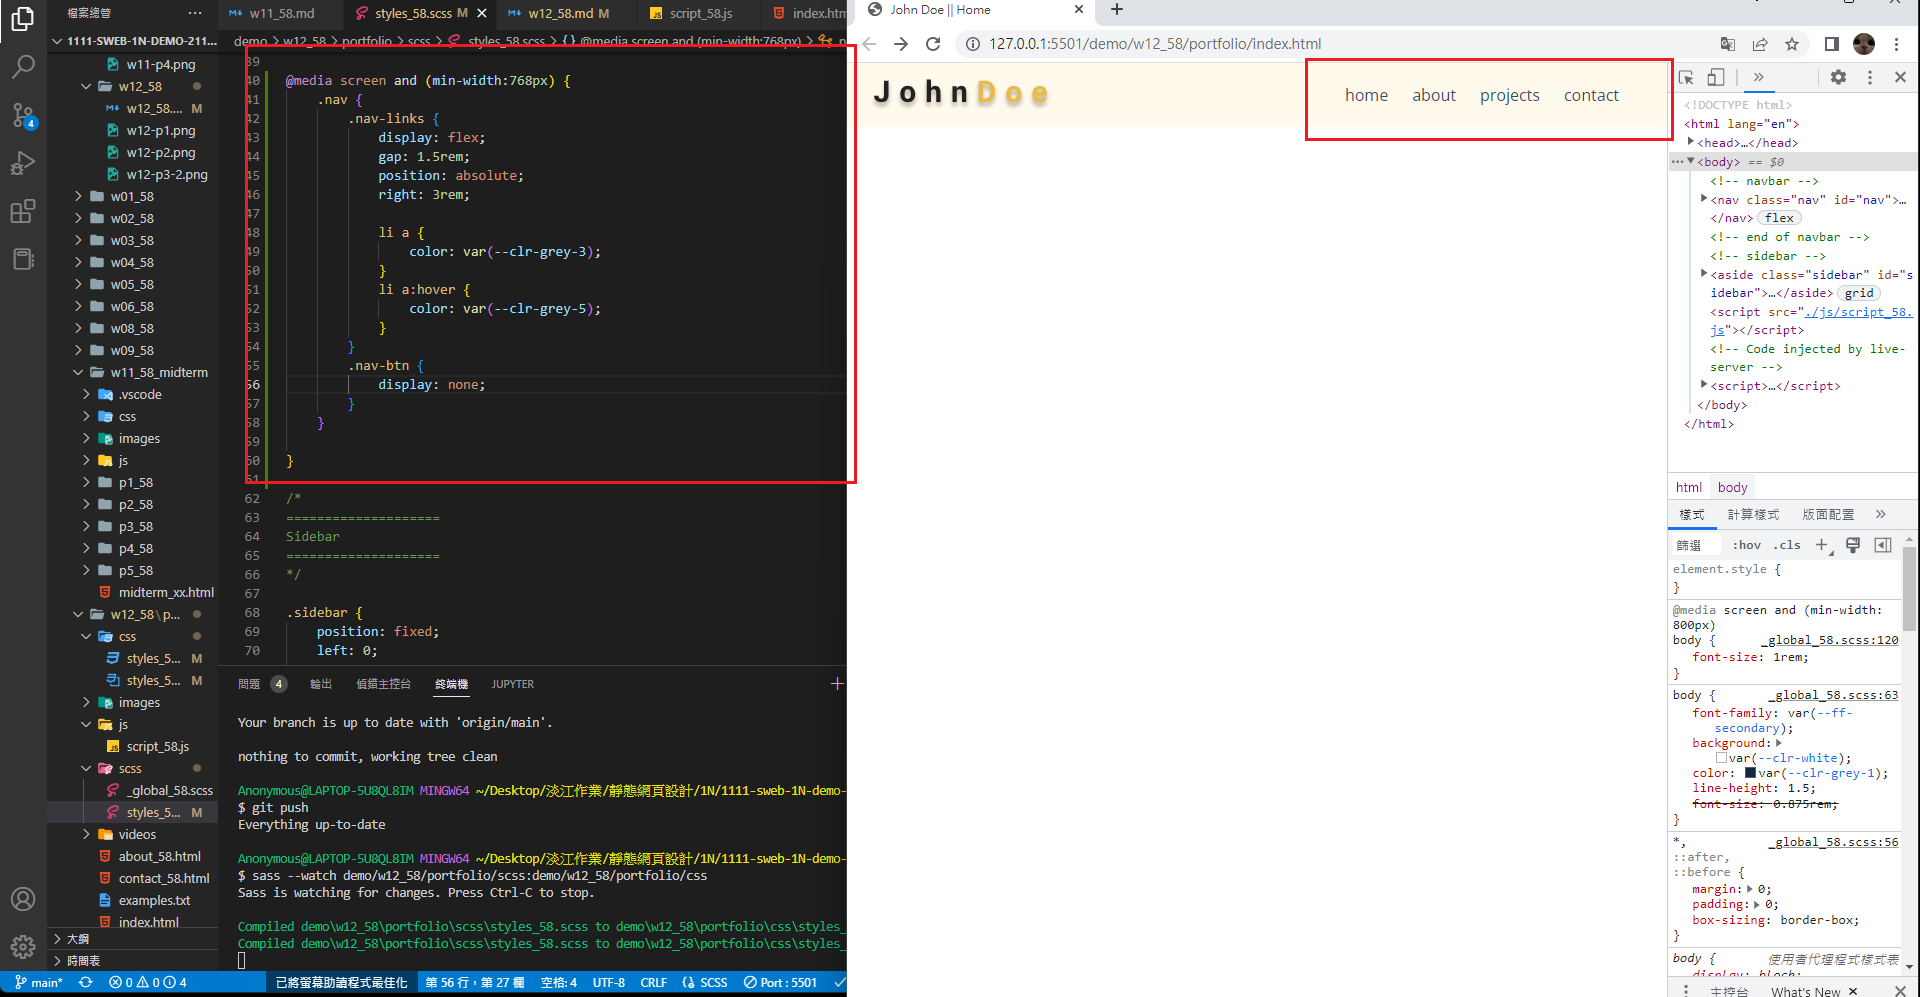 檔案總管
1111-SWEB-1N-DEMO-211...
w11-p4.png
w12_58
w12_58.... M
w12-p1.png
w12-p2.png
w12-p3-2.png
w01_58
w02_58
w03_58
w04_58
w05_58
w06_58
w08_58
w09_58
w11_58_midterm
.vscode
css
images
js
p1_58
p2_58
p3_58
p4_58
p5_58
midterm_xx.html
w12_58\p...
css
styles_5... M
styles_5... M
images
js
script_58.js
scss
_global_58.scss
styles_5... M
videos
about_58.html
contact_58.html
examples.txt
index.html
大綱
時間表
w11_58.md
styles_58.scss M
w12_58.md M
script_58.js
index.htm
demo > w12_58 > portfolio > scss > styles_58.scss > {} @media screen and (min-width:768px) >
39
40 @media screen and (min-width:768px) {
41 .nav {
42 .nav-links {
43 display: flex;
44 gap: 1.5rem;
45 position: absolute;
46 right: 3rem;
47
48 li a {
49 color: var(--clr-grey-3);
50 }
51 li a:hover {
52 color: var(--clr-grey-5);
53 }
54 }
55 .nav-btn {
56 display: none;
57 }
58 }
59
60 }
61
62 /*
63 ====================
64 Sidebar
65 ====================
66 */
67
68 .sidebar {
69 position: fixed;
70 left: 0;
問題 4 輸出 偵錯主控台 終端機 JUPYTER
Your branch is up to date with 'origin/main'.
nothing to commit, working tree clean
Anonymous@LAPTOP-5U8QL8IM MINGW64 ~/Desktop/淡江作業/靜態網頁設計/1N/1111-sweb-1N-demo-
$ git push
Everything up-to-date
Anonymous@LAPTOP-5U8QL8IM MINGW64 ~/Desktop/淡江作業/靜態網頁設計/1N/1111-sweb-1N-demo-
$ sass --watch demo/w12_58/portfolio/scss:demo/w12_58/portfolio/css
Sass is watching for changes. Press Ctrl-C to stop.
Compiled demo\w12_58\portfolio\scss\styles_58.scss to demo\w12_58\portfolio\css\styles_
Compiled demo\w12_58\portfolio\scss\styles_58.scss to demo\w12_58\portfolio\css\styles_
main* 0 0 4 已將螢幕助讀程式最佳化 第 56 行，第 27 欄 空格: 4 UTF-8 CRLF {} SCSS Port : 5501
John Doe || Home
127.0.0.1:5501/demo/w12_58/portfolio/index.html
JohnDoe
home about projects contact
<!DOCTYPE html>
<html lang="en">
<head>…</head>
<body> == $0
<!-- navbar -->
<nav class="nav" id="nav">…
</nav> flex
<!-- end of navbar -->
<!-- sidebar -->
<aside class="sidebar" id="s
idebar">…</aside> grid
<script src="./js/script_58.
js"></script>
<!-- Code injected by live-
server -->
<script>…</script>
</body>
</html>
html body
樣式 計算樣式 版面配置
篩選 :hov .cls
element.style {
}
@media screen and (min-width:
800px)
body { _global_58.scss:120
font-size: 1rem;
}
body { _global_58.scss:63
font-family: var(--ff-
secondary);
background:
var(--clr-white);
color: var(--clr-grey-1);
line-height: 1.5;
font-size: 0.875rem;
}
*, _global_58.scss:56
::after,
::before {
margin: 0;
padding: 0;
box-sizing: border-box;
}
body { 使用者代理程式樣式表
display: block;
主控台 What's New